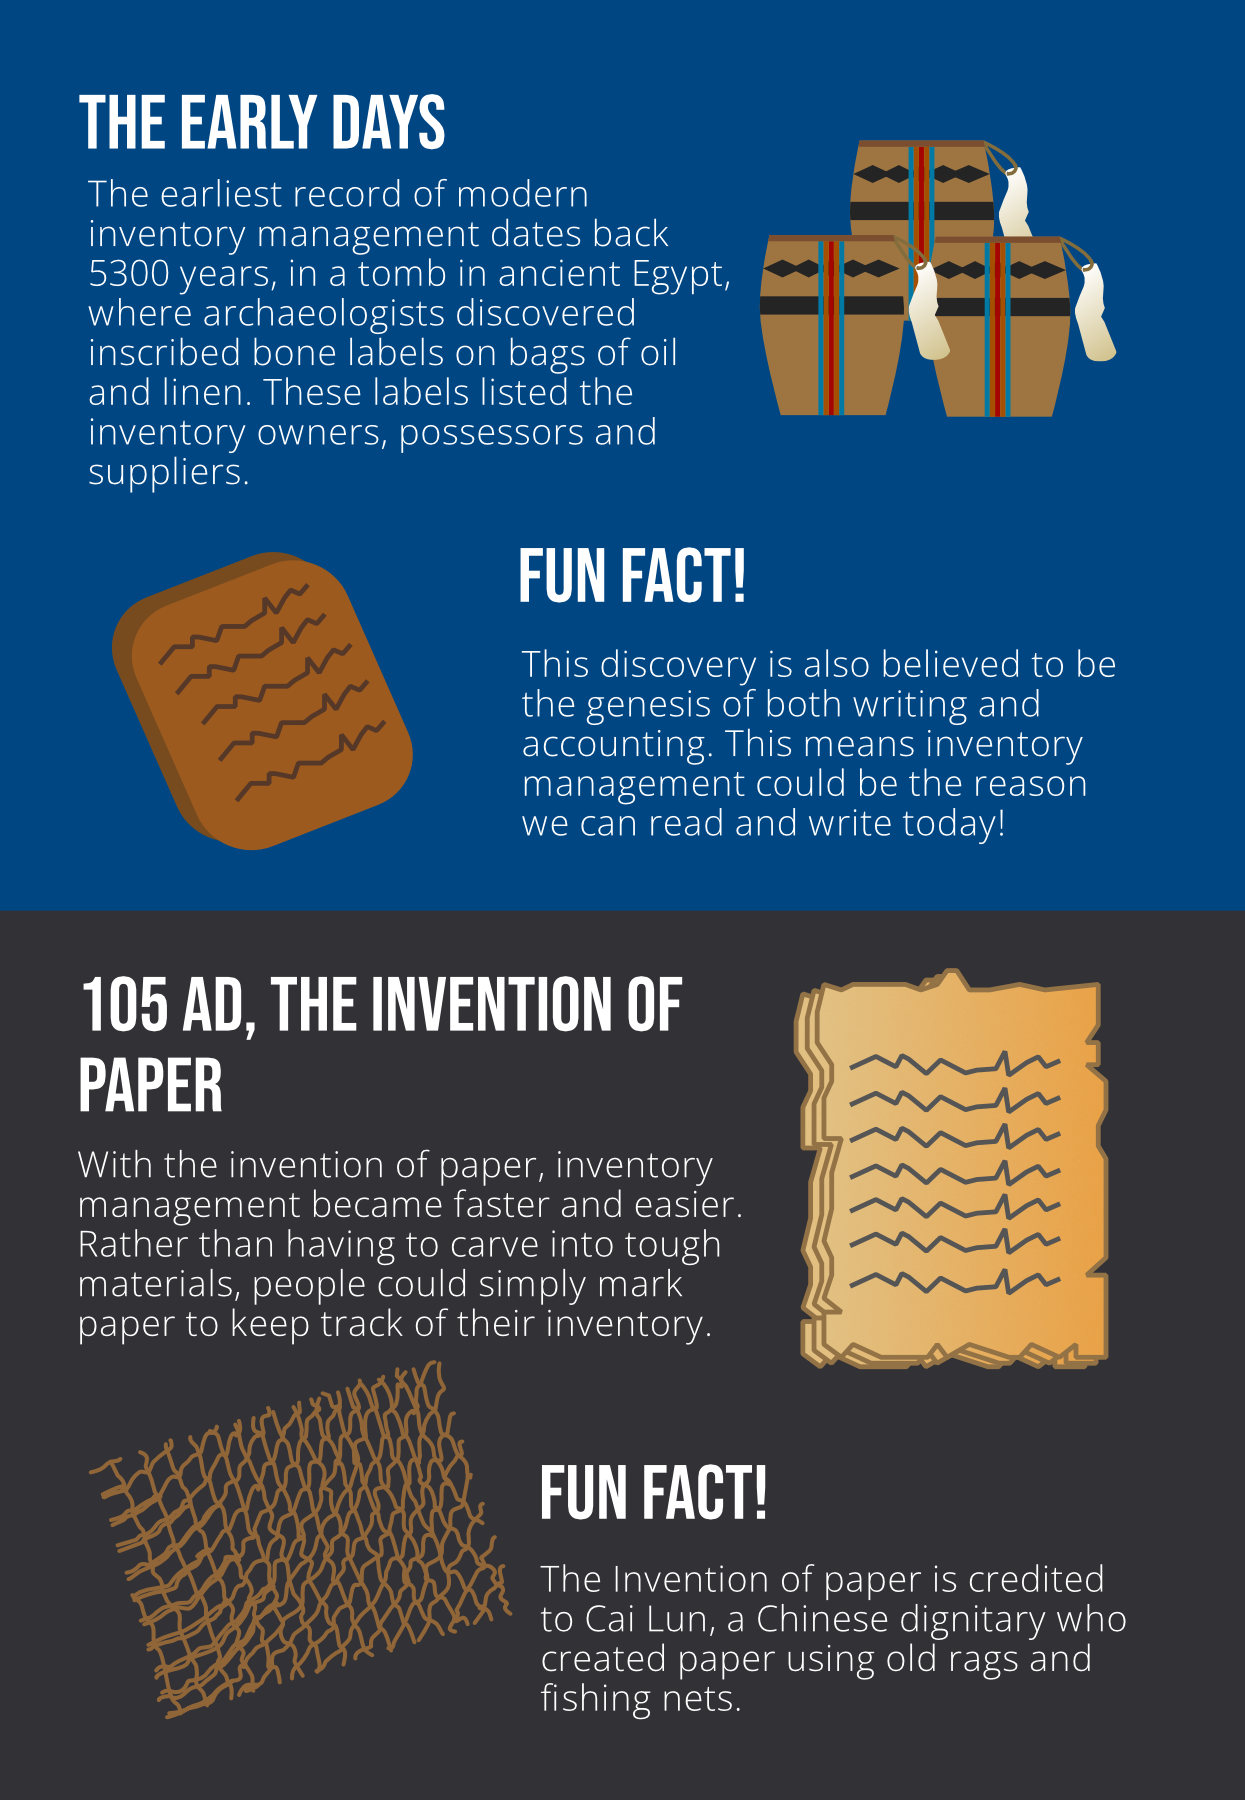 THE EARLY DAYS
The earliest record of modern
inventory management dates back
5300 years, in a tomb in ancient Egypt,
where archaeologists discovered
inscribed bone labels on bags of oil
and linen. These labels listed the
inventory owners, possessors and
suppliers.
FUN FACT!
This discovery is also believed to be
the genesis of both writing and
accounting. This means inventory
management could be the reason
we can read and write today!
105 AD, THE INVENTION OF
PAPER
With the invention of paper, inventory
management became faster and easier.
Rather than having to carve into tough
materials, people could simply mark
paper to keep track of their inventory.
FUN FACT!
The Invention of paper is credited
to Cai Lun, a Chinese dignitary who
created paper using old rags and
fishing nets.